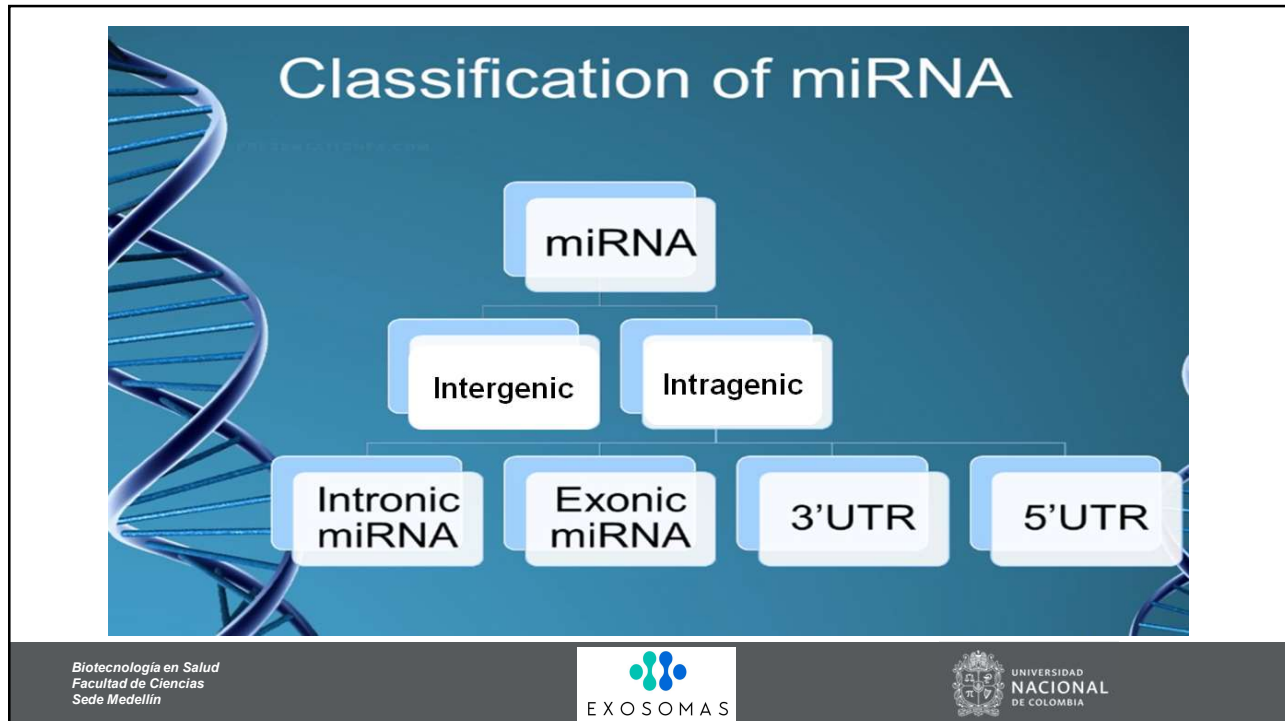 Classification of miRNA
miRNA
Intergenic
Intragenic
Intronic
miRNA
Exonic
miRNA
3’UTR
5’UTR
Biotecnología en Salud
Facultad de Ciencias
Sede Medellín
EXOSOMAS
UNIVERSIDAD
NACIONAL
DE COLOMBIA